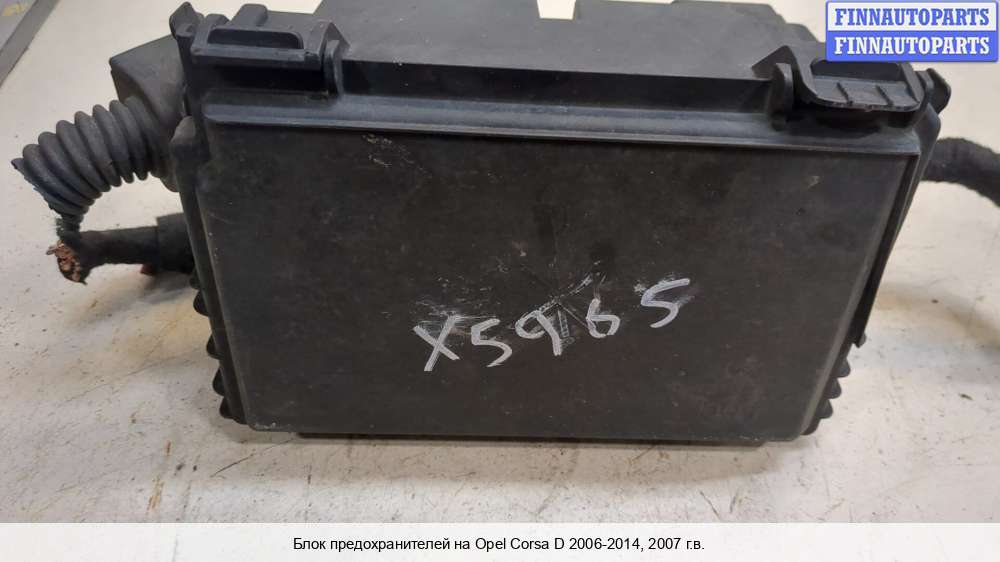 FINNAUTOPARTS
FINNAUTOPARTS
X5965
Блок предохранителей на Opel Corsa D 2006-2014, 2007 г.в.